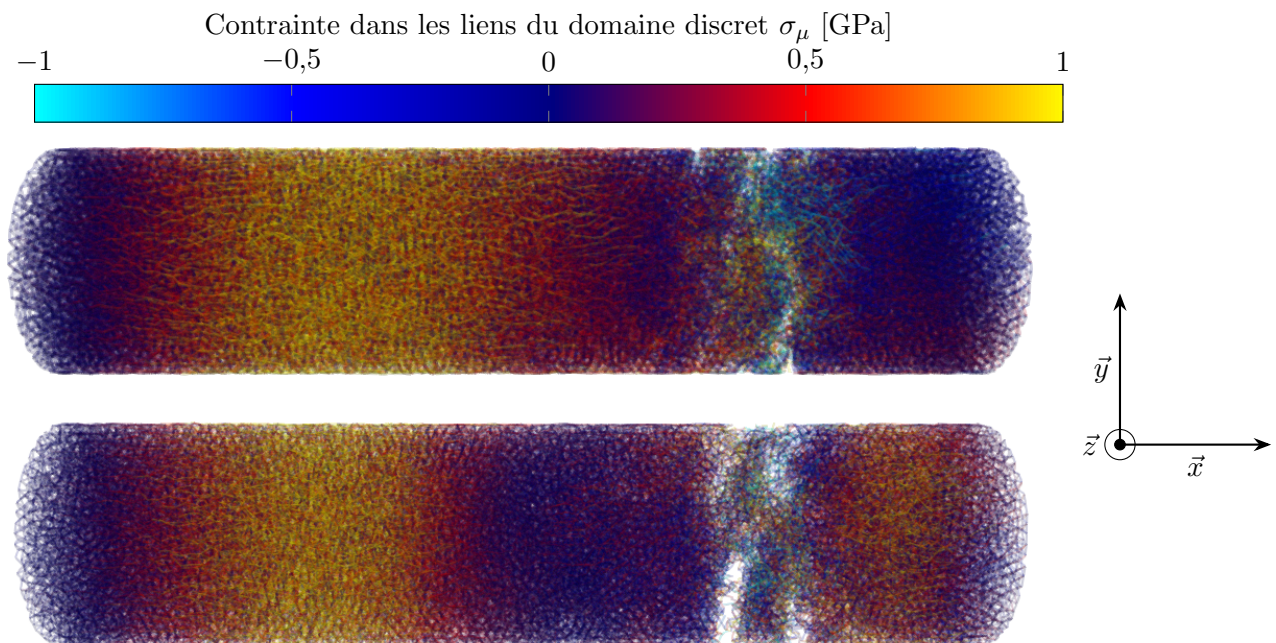 Contrainte dans les liens du domaine discret σ_μ [GPa]
−1 −0,5 0 0,5 1
y⃗
z⃗
x⃗